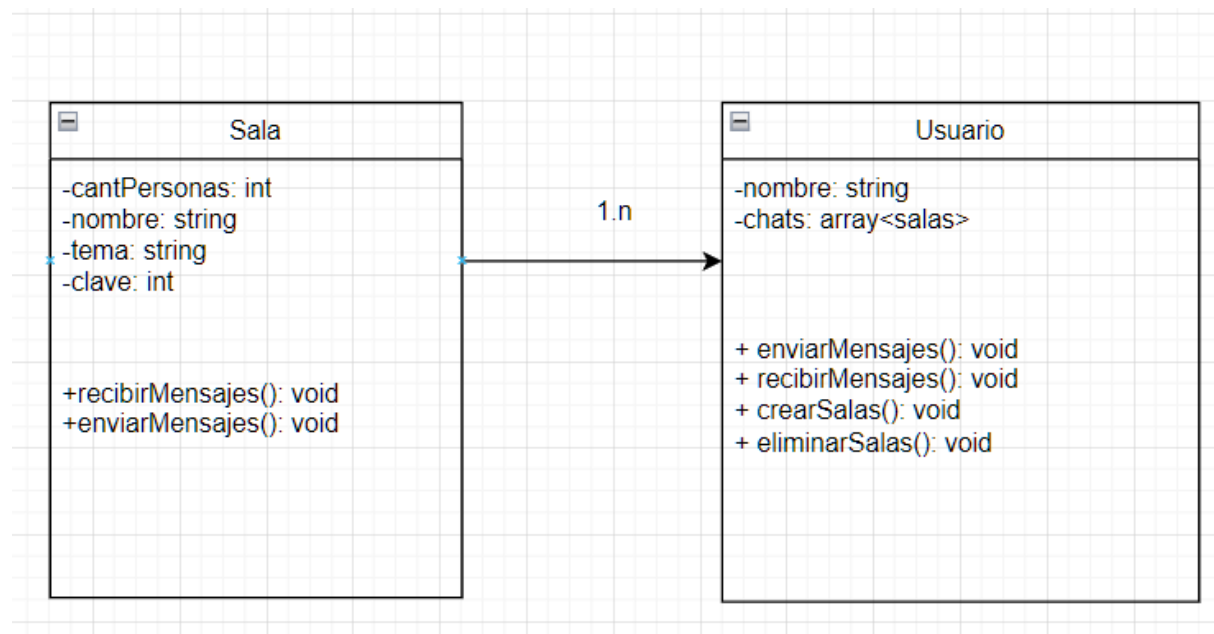 Sala
-cantPersonas: int
-nombre: string
-tema: string
-clave: int
+recibirMensajes(): void
+enviarMensajes(): void
1.n
Usuario
-nombre: string
-chats: array<salas>
+ enviarMensajes(): void
+ recibirMensajes(): void
+ crearSalas(): void
+ eliminarSalas(): void